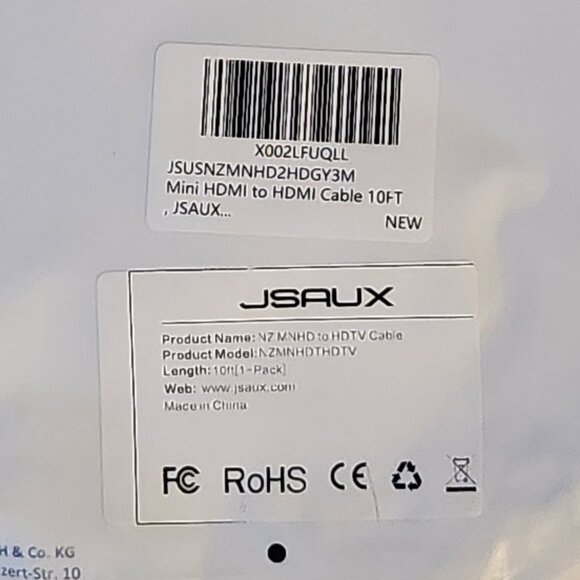 X002LFUQLL
JSUSNZMNHD2HDGY3M
Mini HDMI to HDMI Cable 10FT
, JSAUX...
NEW
JSAUX
Product Name: NZ MNHD to HDTV Cable
Product Model: NZMNHDTHDTV
Length: 10ft[1-Pack]
Web: www.jsaux.com
Made in China
FC RoHS CE
H & Co. KG
zert-Str. 10